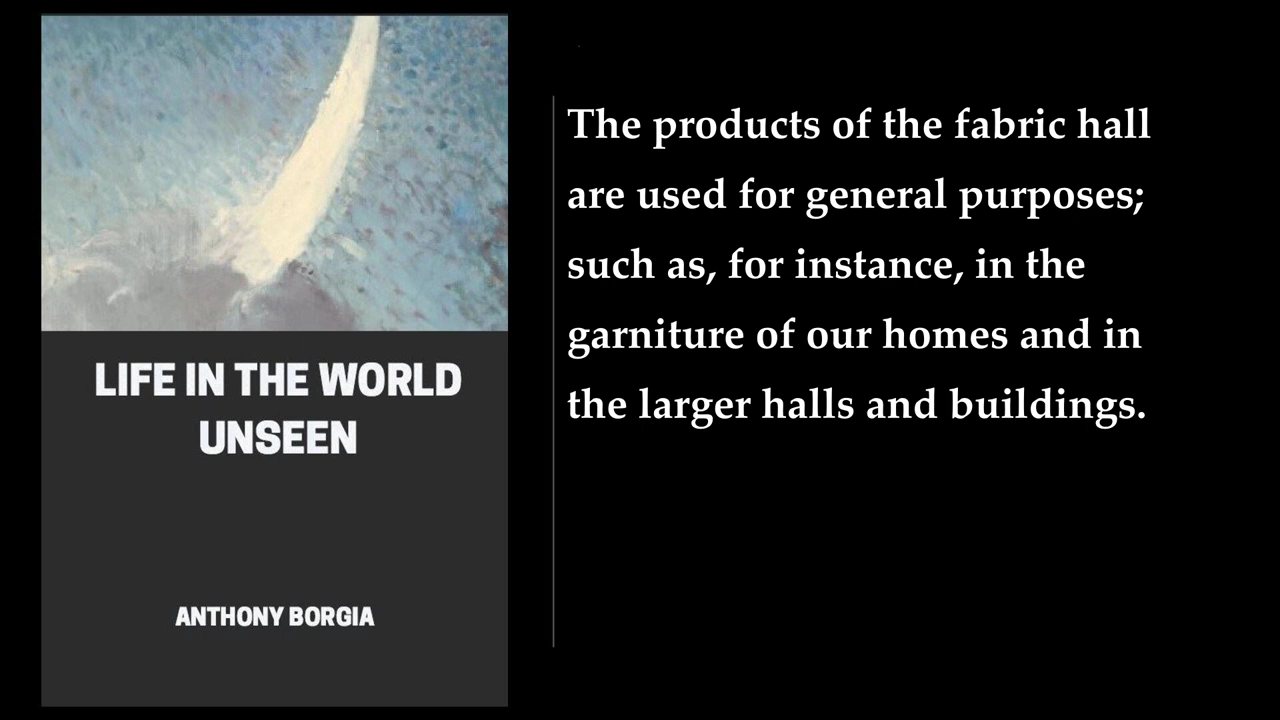 LIFE IN THE WORLD
UNSEEN
ANTHONY BORGIA
The products of the fabric hall
are used for general purposes;
such as, for instance, in the
garniture of our homes and in
the larger halls and buildings.